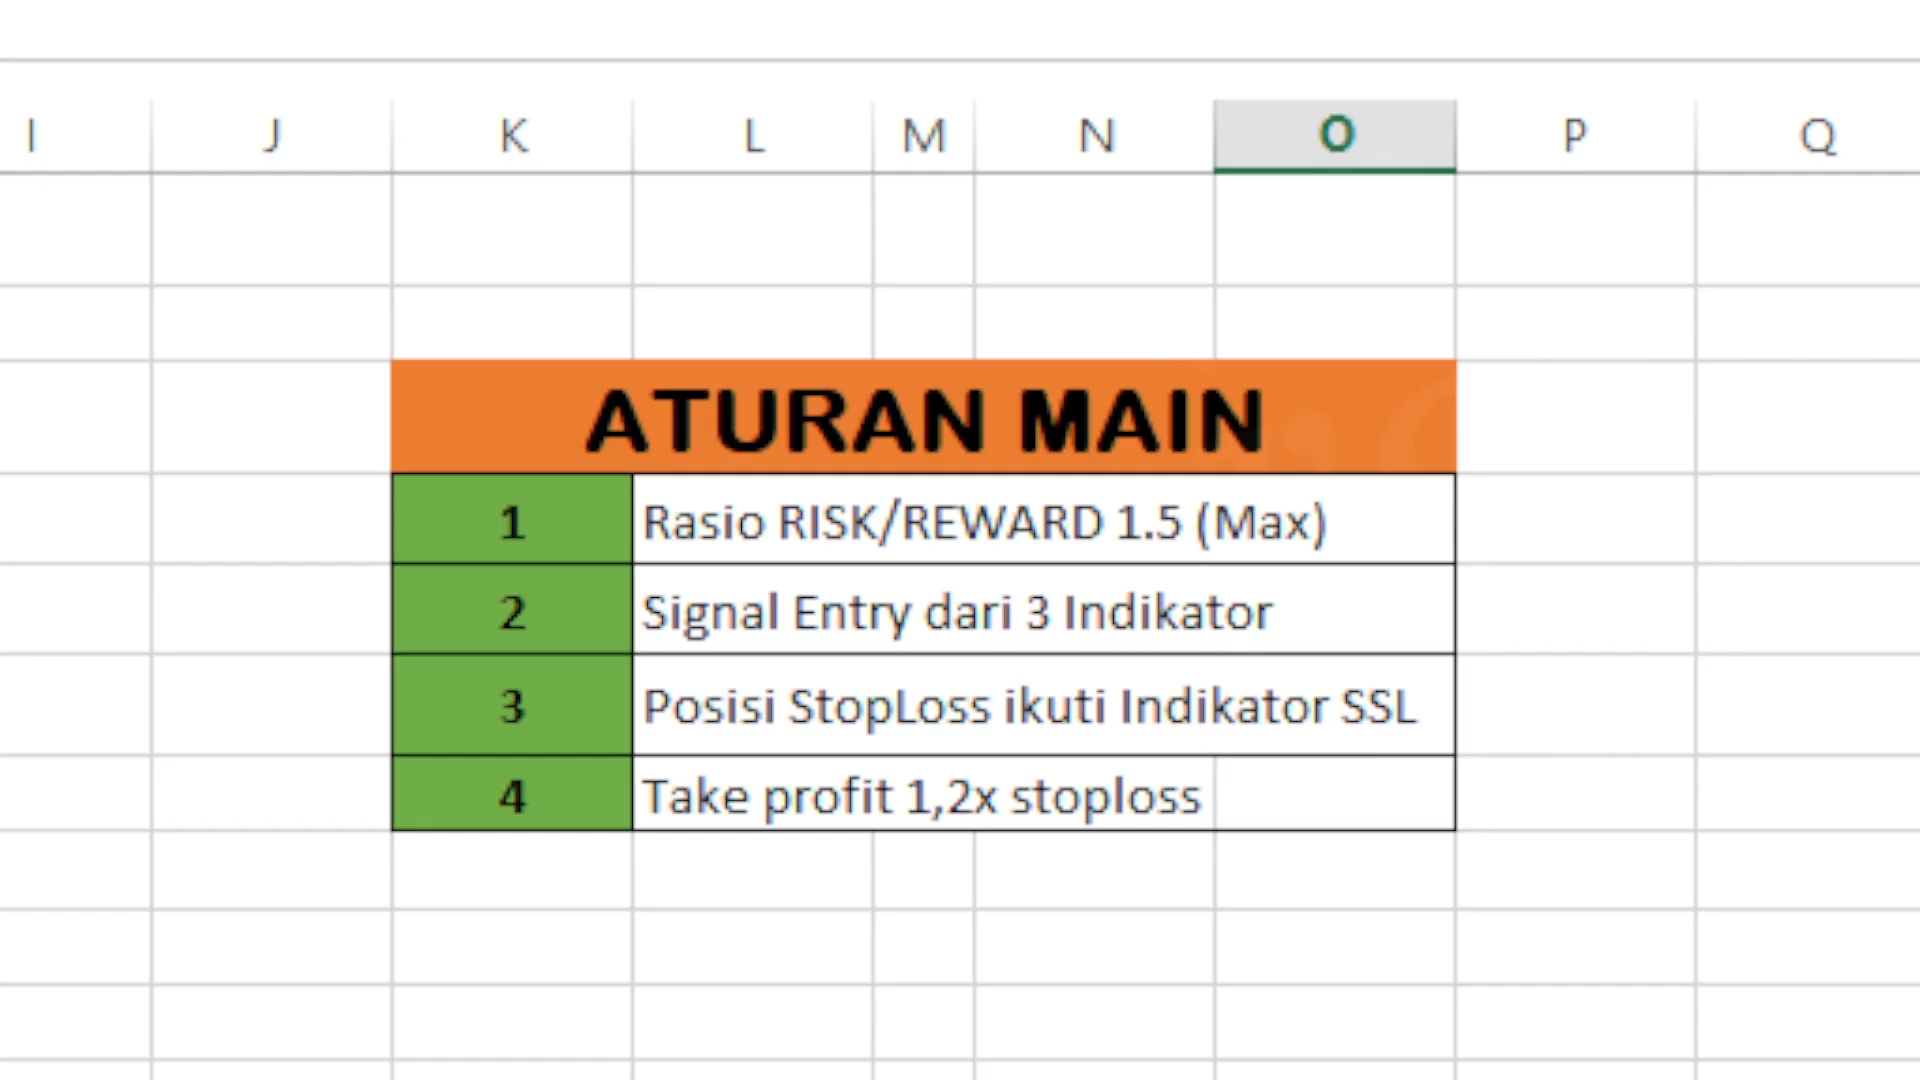 I J K L M N O P Q
ATURAN MAIN
1 Rasio RISK/REWARD 1.5 (Max)
2 Signal Entry dari 3 Indikator
3 Posisi StopLoss ikuti Indikator SSL
4 Take profit 1,2x stoploss